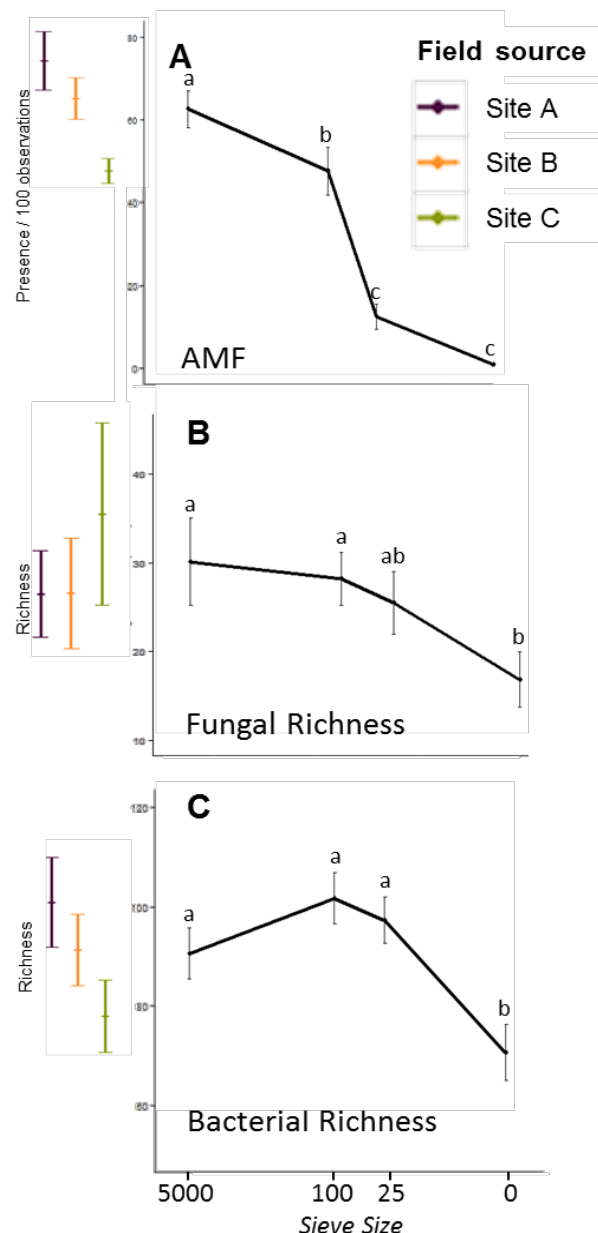 A
Field source
Site A
Site B
Site C
Presence / 100 observations
80
60
40
20
0
a
b
c
c
AMF
B
Richness
40
30
20
10
a
a
ab
b
Fungal Richness
C
Richness
120
100
80
60
a
a
a
b
Bacterial Richness
5000
100
25
0
Sieve Size